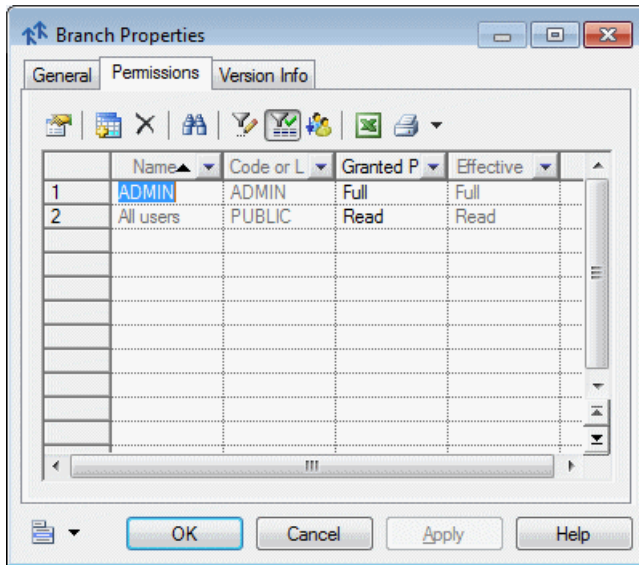 Branch Properties
General Permissions Version Info
Name Code or L Granted P Effective
1 ADMIN ADMIN Full Full
2 All users PUBLIC Read Read
OK Cancel Apply Help